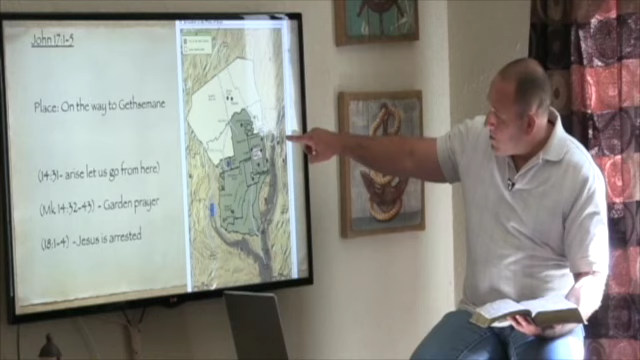 John 17:1-5
Place: On the way to Gethsemane
(14:31- arise let us go from here)
(Mk 14:32-43) - Garden prayer
(18:1-4) -Jesus is arrested